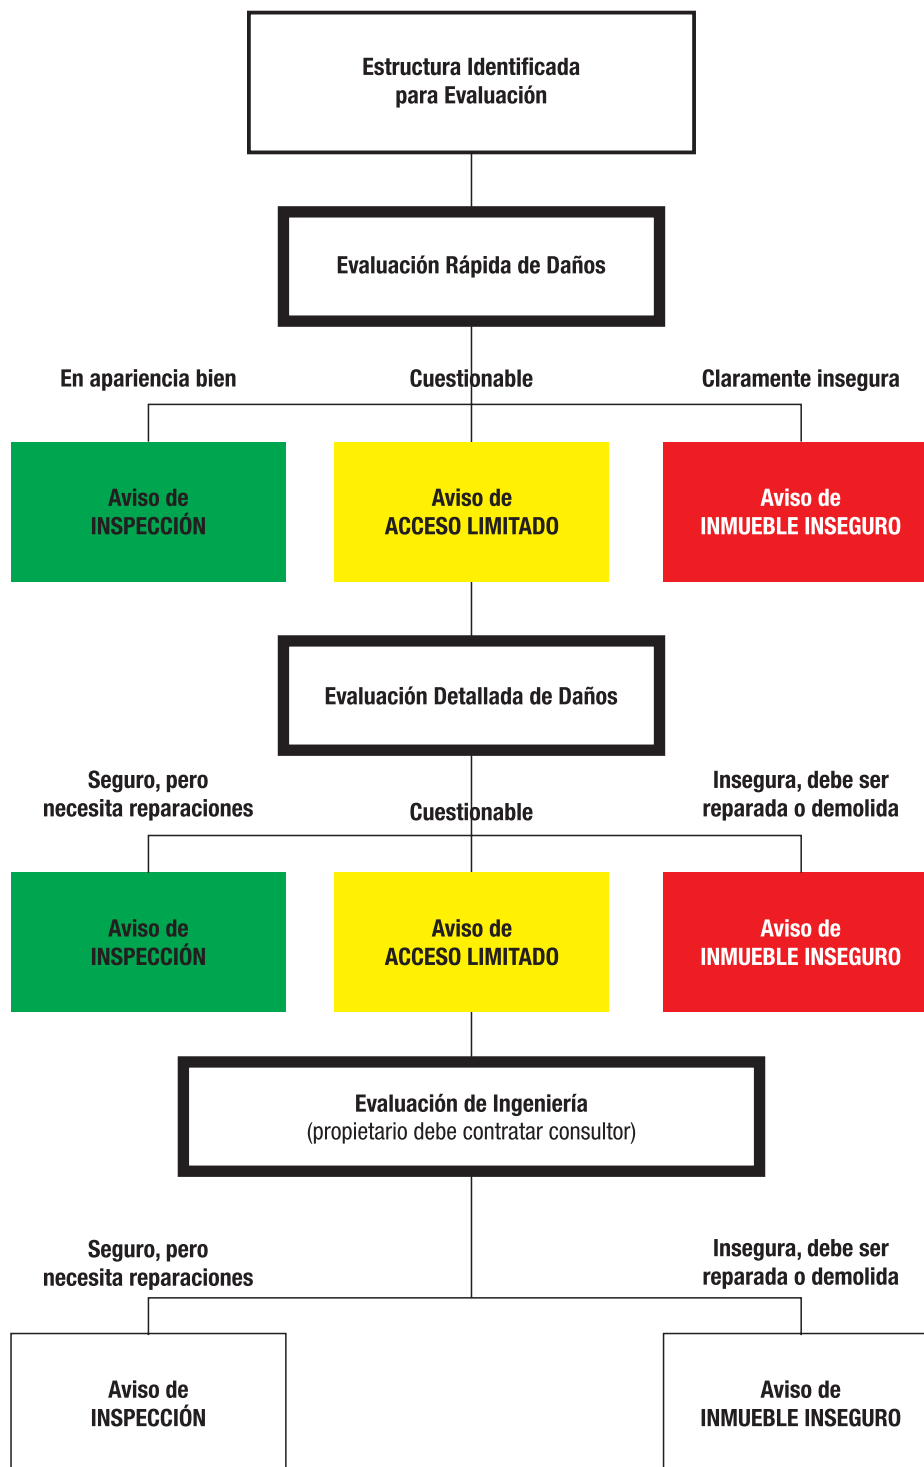 Estructura Identificada
para Evaluación
Evaluación Rápida de Daños
En apariencia bien
Cuestionable
Claramente insegura
Aviso de
INSPECCIÓN
Aviso de
ACCESO LIMITADO
Aviso de
INMUEBLE INSEGURO
Evaluación Detallada de Daños
Seguro, pero
necesita reparaciones
Cuestionable
Insegura, debe ser
reparada o demolida
Aviso de
INSPECCIÓN
Aviso de
ACCESO LIMITADO
Aviso de
INMUEBLE INSEGURO
Evaluación de Ingeniería
(propietario debe contratar consultor)
Seguro, pero
necesita reparaciones
Insegura, debe ser
reparada o demolida
Aviso de
INSPECCIÓN
Aviso de
INMUEBLE INSEGURO